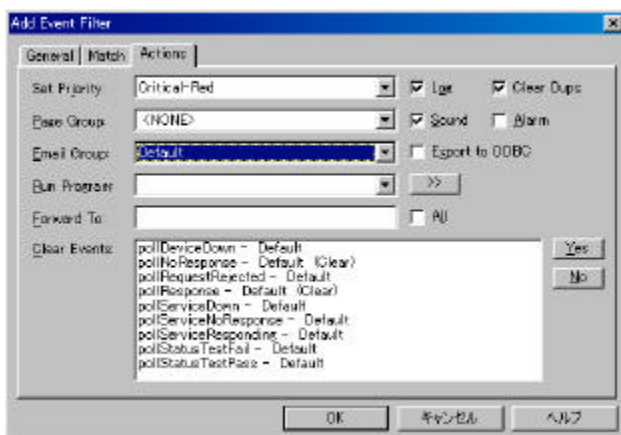 Add Event Filter
General Match Actions
Set Priority Critical-Red Log Clear Dups
Page Group: <NONE> Sound Alarm
Email Group: Default Export to ODBC
Run Program >>
Forward To: All
Clear Events: pollDeviceDown - Default Yes
pollNoResponse - Default (Clear) No
pollRequestRejected - Default
pollResponse - Default (Clear)
pollServiceDown - Default
pollServiceNoResponse - Default
pollServiceResponding - Default
pollStatusTestFail - Default
pollStatusTestPass - Default
OK キャンセル ヘルプ